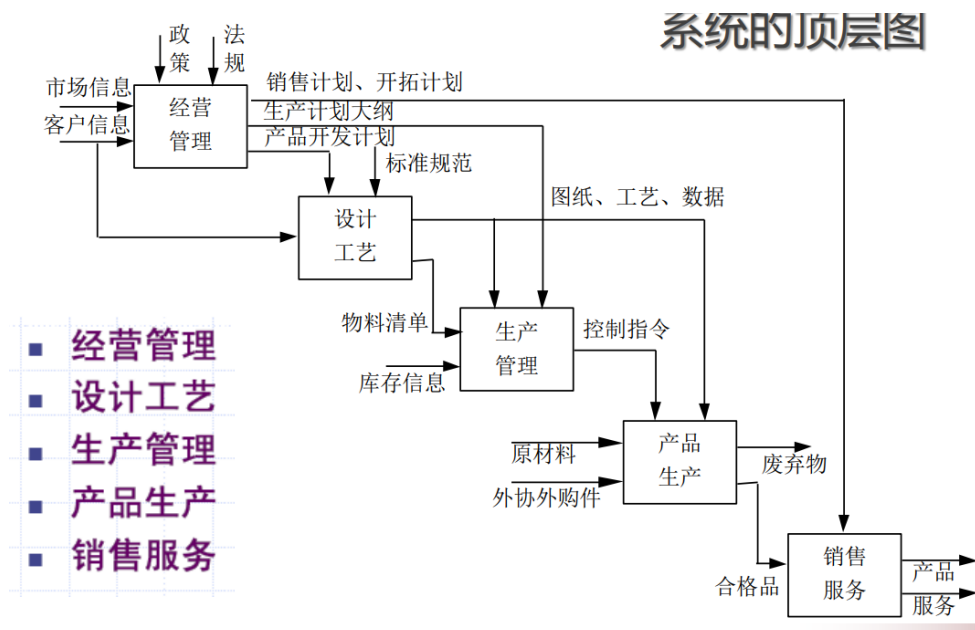 系统的顶层图
政策
法规
市场信息
客户信息
经营
管理
销售计划、开拓计划
生产计划大纲
产品开发计划
标准规范
设计
工艺
图纸、工艺、数据
物料清单
库存信息
生产
管理
控制指令
原材料
外协外购件
产品
生产
废弃物
合格品
销售
服务
产品
服务
经营管理
设计工艺
生产管理
产品生产
销售服务